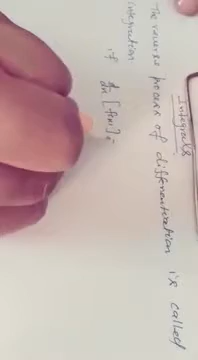 Integrals
The reverse process of differentiation is called
integration
if d/dx [f(x)] =